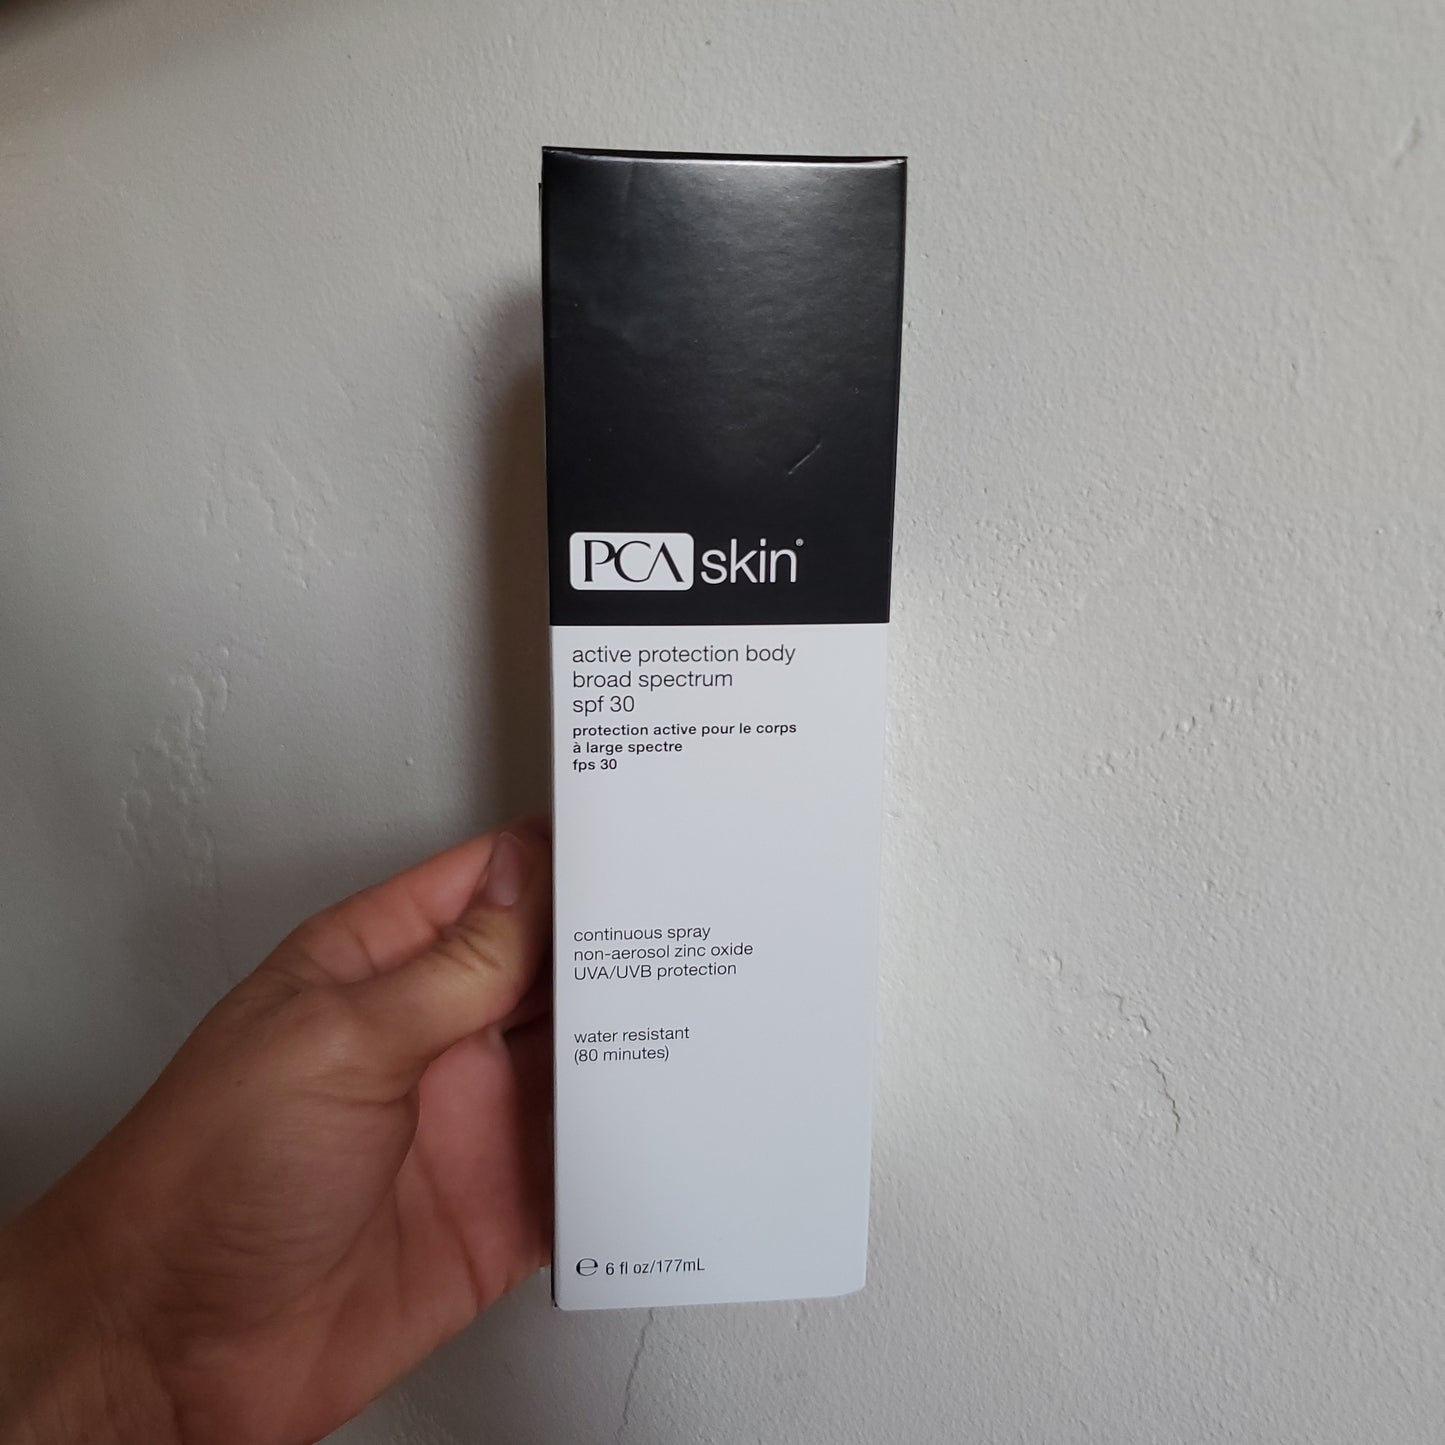 PCA skin®
active protection body
broad spectrum
spf 30
protection active pour le corps
à large spectre
fps 30
continuous spray
non-aerosol zinc oxide
UVA/UVB protection
water resistant
(80 minutes)
℮ 6 fl oz/177mL